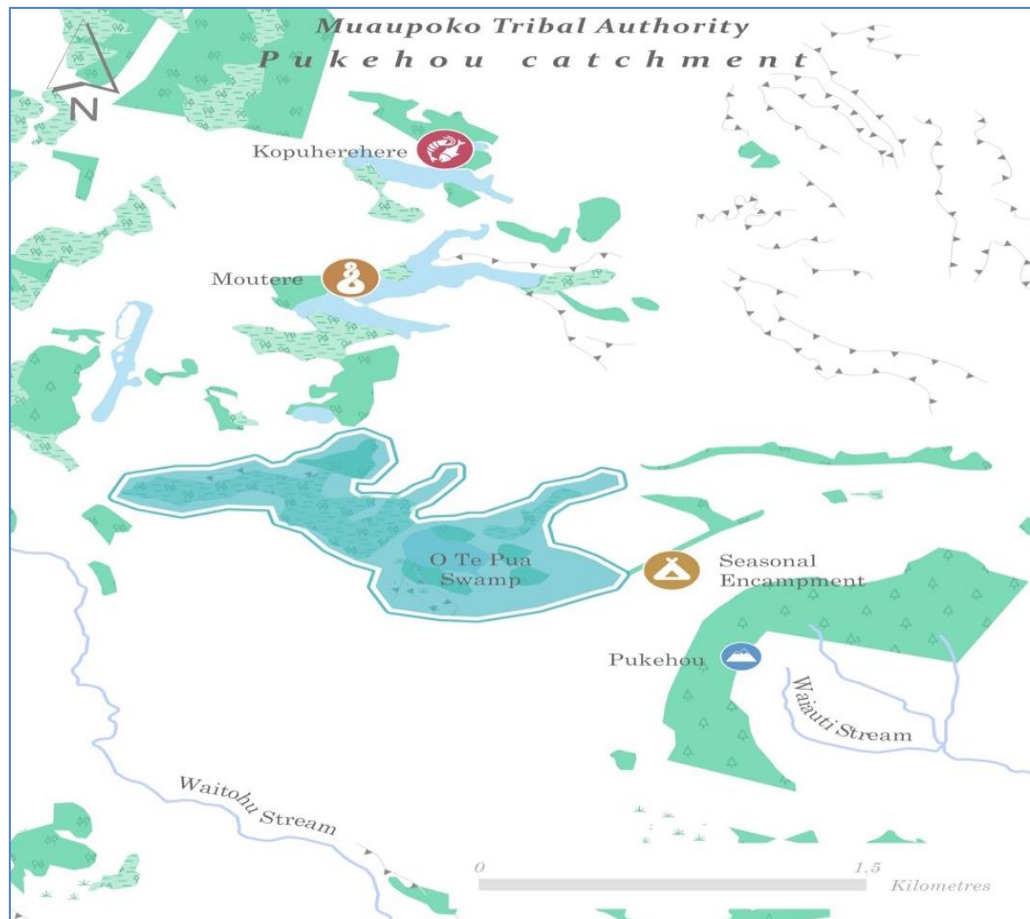 Muaupoko Tribal Authority
Pukehou catchment
N
Kopuherehere
Moutere
O Te Pua
Swamp
Seasonal
Encampment
Pukehou
Waiauti Stream
Waitohu Stream
0
1.5
Kilometres